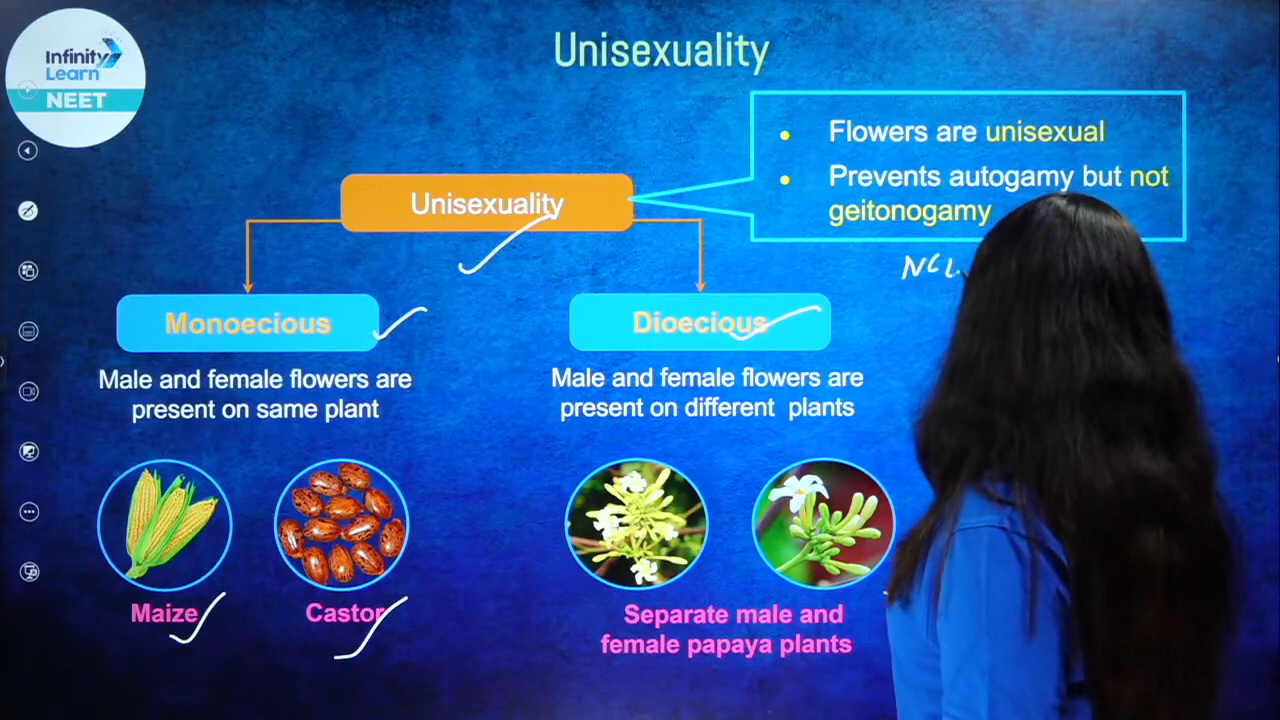 Infinity
Learn
NEET
Unisexuality
Flowers are unisexual
Prevents autogamy but not
geitonogamy
Unisexuality
Monoecious
Dioecious
Male and female flowers are
present on same plant
Male and female flowers are
present on different plants
Maize
Castor
Separate male and
female papaya plants